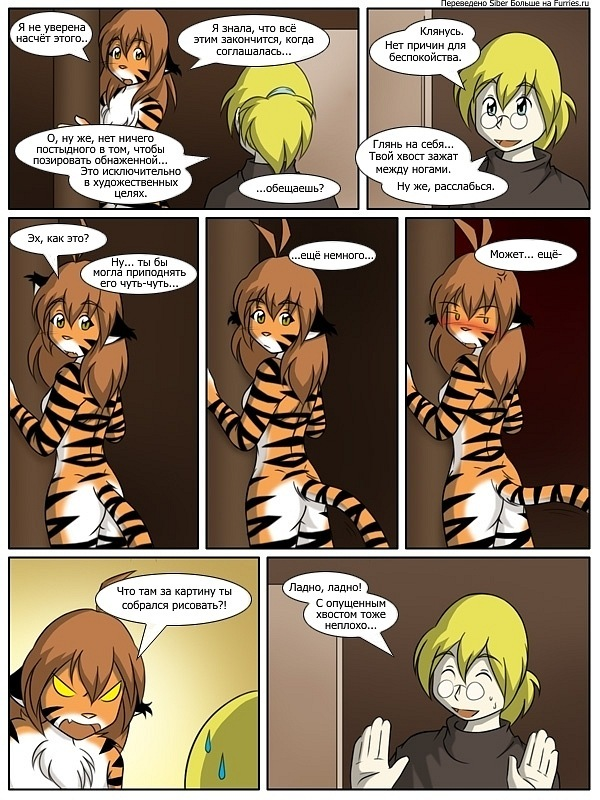 Переведено Siber Больше на Furries.ru
Я не уверена
насчёт этого..
Я знала, что всё
этим закончится, когда
соглашалась...
О, ну же, нет ничего
постыдного в том, чтобы
позировать обнаженной...
Это исключительно
в художественных
целях.
...обещаешь?
Клянусь.
Нет причин для
беспокойства.
Глянь на себя...
Твой хвост зажат
между ногами.
Ну же, расслабься.
Эх, как это?
Ну... ты бы
могла приподнять
его чуть-чуть...
...ещё немного...
Может... ещё-
Что там за картину ты
собрался рисовать?!
Ладно, ладно!
С опущенным
хвостом тоже
неплохо...